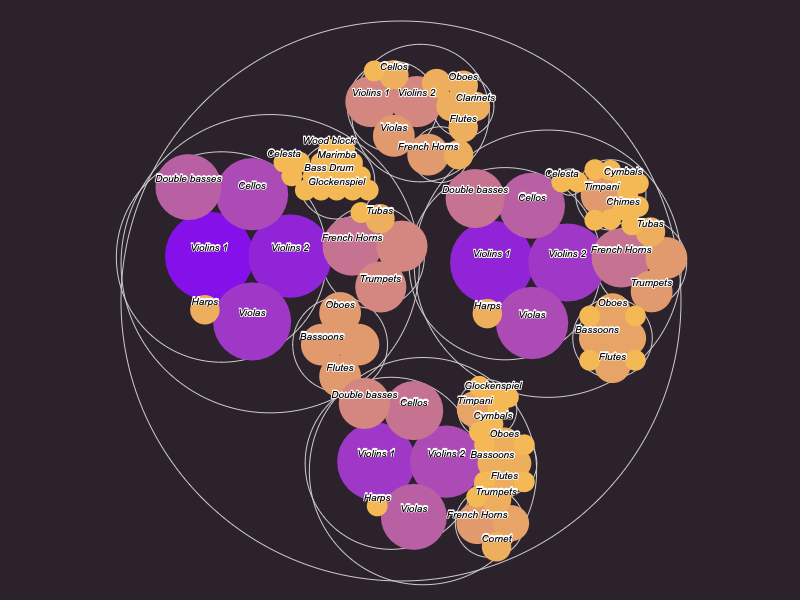 Cellos
Violins 1
Violins 2
Oboes
Clarinets
Flutes
Violas
French Horns
Wood block
Celesta
Marimba
Bass Drum
Glockenspiel
Double basses
Cellos
Violins 1
Violins 2
Harps
Violas
Tubas
French Horns
Trumpets
Oboes
Bassoons
Flutes
Celesta
Cymbals
Timpani
Chimes
Double basses
Cellos
Violins 1
Violins 2
Harps
Violas
Tubas
French Horns
Trumpets
Oboes
Bassoons
Flutes
Double basses
Cellos
Violins 1
Violins 2
Harps
Violas
Glockenspiel
Timpani
Cymbals
Oboes
Bassoons
Flutes
Trumpets
French Horns
Cornet